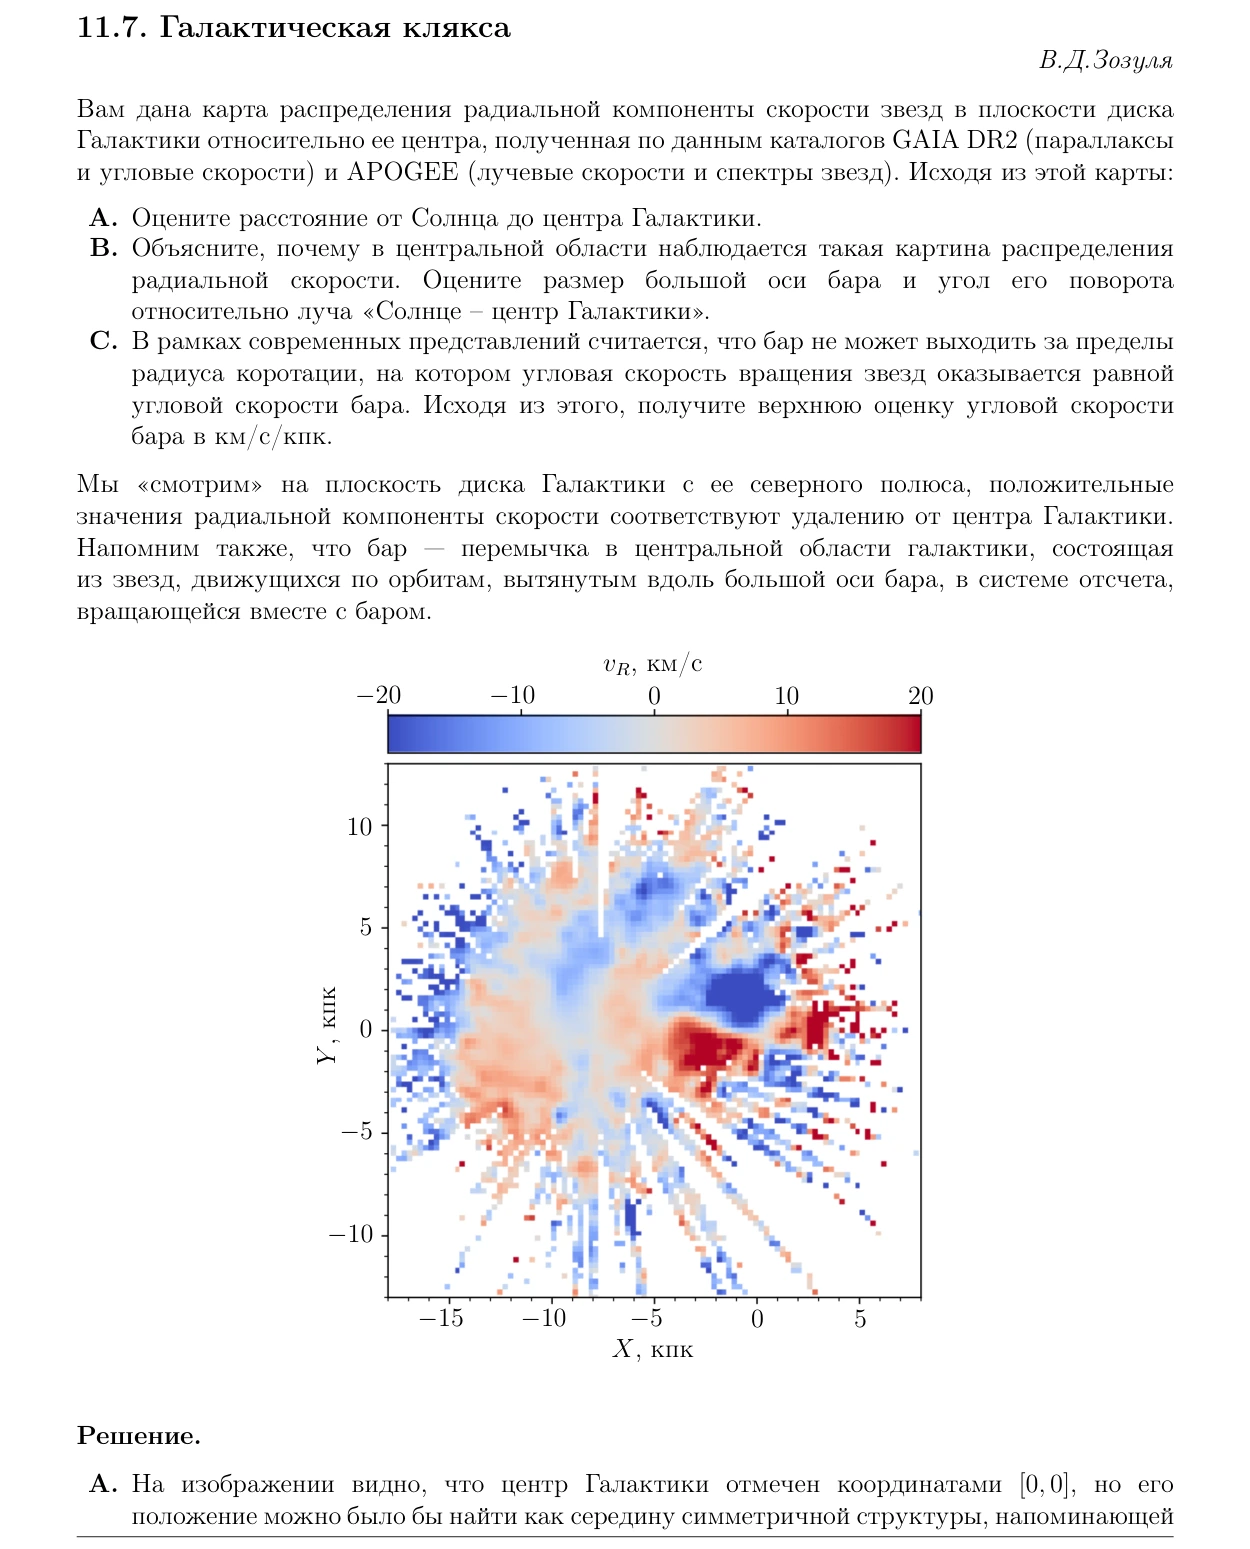 11.7. Галактическая клякса
В.Д.Зозуля
Вам дана карта распределения радиальной компоненты скорости звезд в плоскости диска
Галактики относительно ее центра, полученная по данным каталогов GAIA DR2 (параллаксы
и угловые скорости) и APOGEE (лучевые скорости и спектры звезд). Исходя из этой карты:
A. Оцените расстояние от Солнца до центра Галактики.
B. Объясните, почему в центральной области наблюдается такая картина распределения
радиальной скорости. Оцените размер большой оси бара и угол его поворота
относительно луча «Солнце – центр Галактики».
C. В рамках современных представлений считается, что бар не может выходить за пределы
радиуса коротации, на котором угловая скорость вращения звезд оказывается равной
угловой скорости бара. Исходя из этого, получите верхнюю оценку угловой скорости
бара в км/с/кпк.
Мы «смотрим» на плоскость диска Галактики с ее северного полюса, положительные
значения радиальной компоненты скорости соответствуют удалению от центра Галактики.
Напомним также, что бар — перемычка в центральной области галактики, состоящая
из звезд, движущихся по орбитам, вытянутым вдоль большой оси бара, в системе отсчета,
вращающейся вместе с баром.
v_R, км/с
−20 −10 0 10 20
10
5
0
−5
−10
Y, кпк
−15 −10 −5 0 5
X, кпк
Решение.
A. На изображении видно, что центр Галактики отмечен координатами [0, 0], но его
положение можно было бы найти как середину симметричной структуры, напоминающей